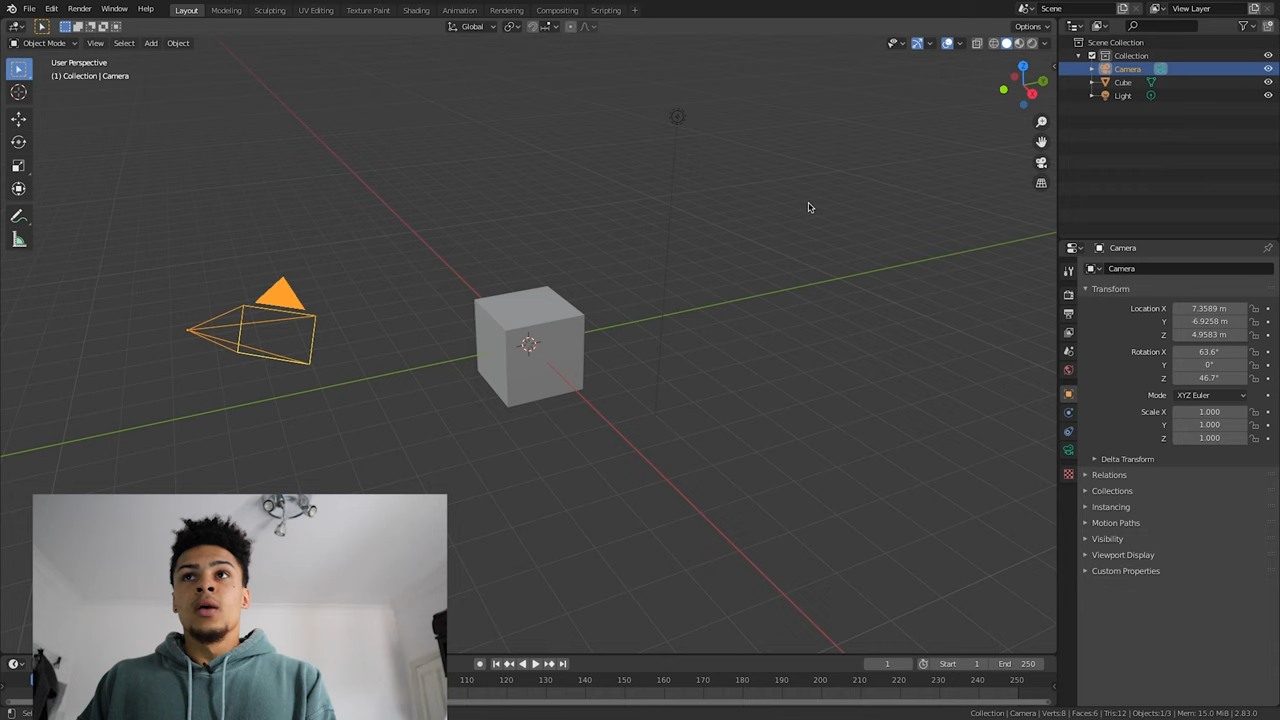 File Edit Render Window Help
Layout Modeling Sculpting UV Editing Texture Paint Shading Animation Rendering Compositing Scripting +
Scene
View Layer
Global
Options
Object Mode View Select Add Object
User Perspective
(1) Collection | Camera
Scene Collection
Collection
Camera
Cube
Light
Camera
Camera
Transform
Location X 7.3589 m
Y -6.9258 m
Z 4.9583 m
Rotation X 63.6°
Y 0°
Z 46.7°
Mode XYZ Euler
Scale X 1.000
Y 1.000
Z 1.000
Delta Transform
Relations
Collections
Instancing
Motion Paths
Visibility
Viewport Display
Custom Properties
1 Start 1 End 250
110 120 130 140 150 160 170 180 190 200 210 220 230 240 250
Collection | Camera | Verts:8 | Faces:6 | Tris:12 | Objects:1/3 | Mem: 15.0 MiB | 2.83.0